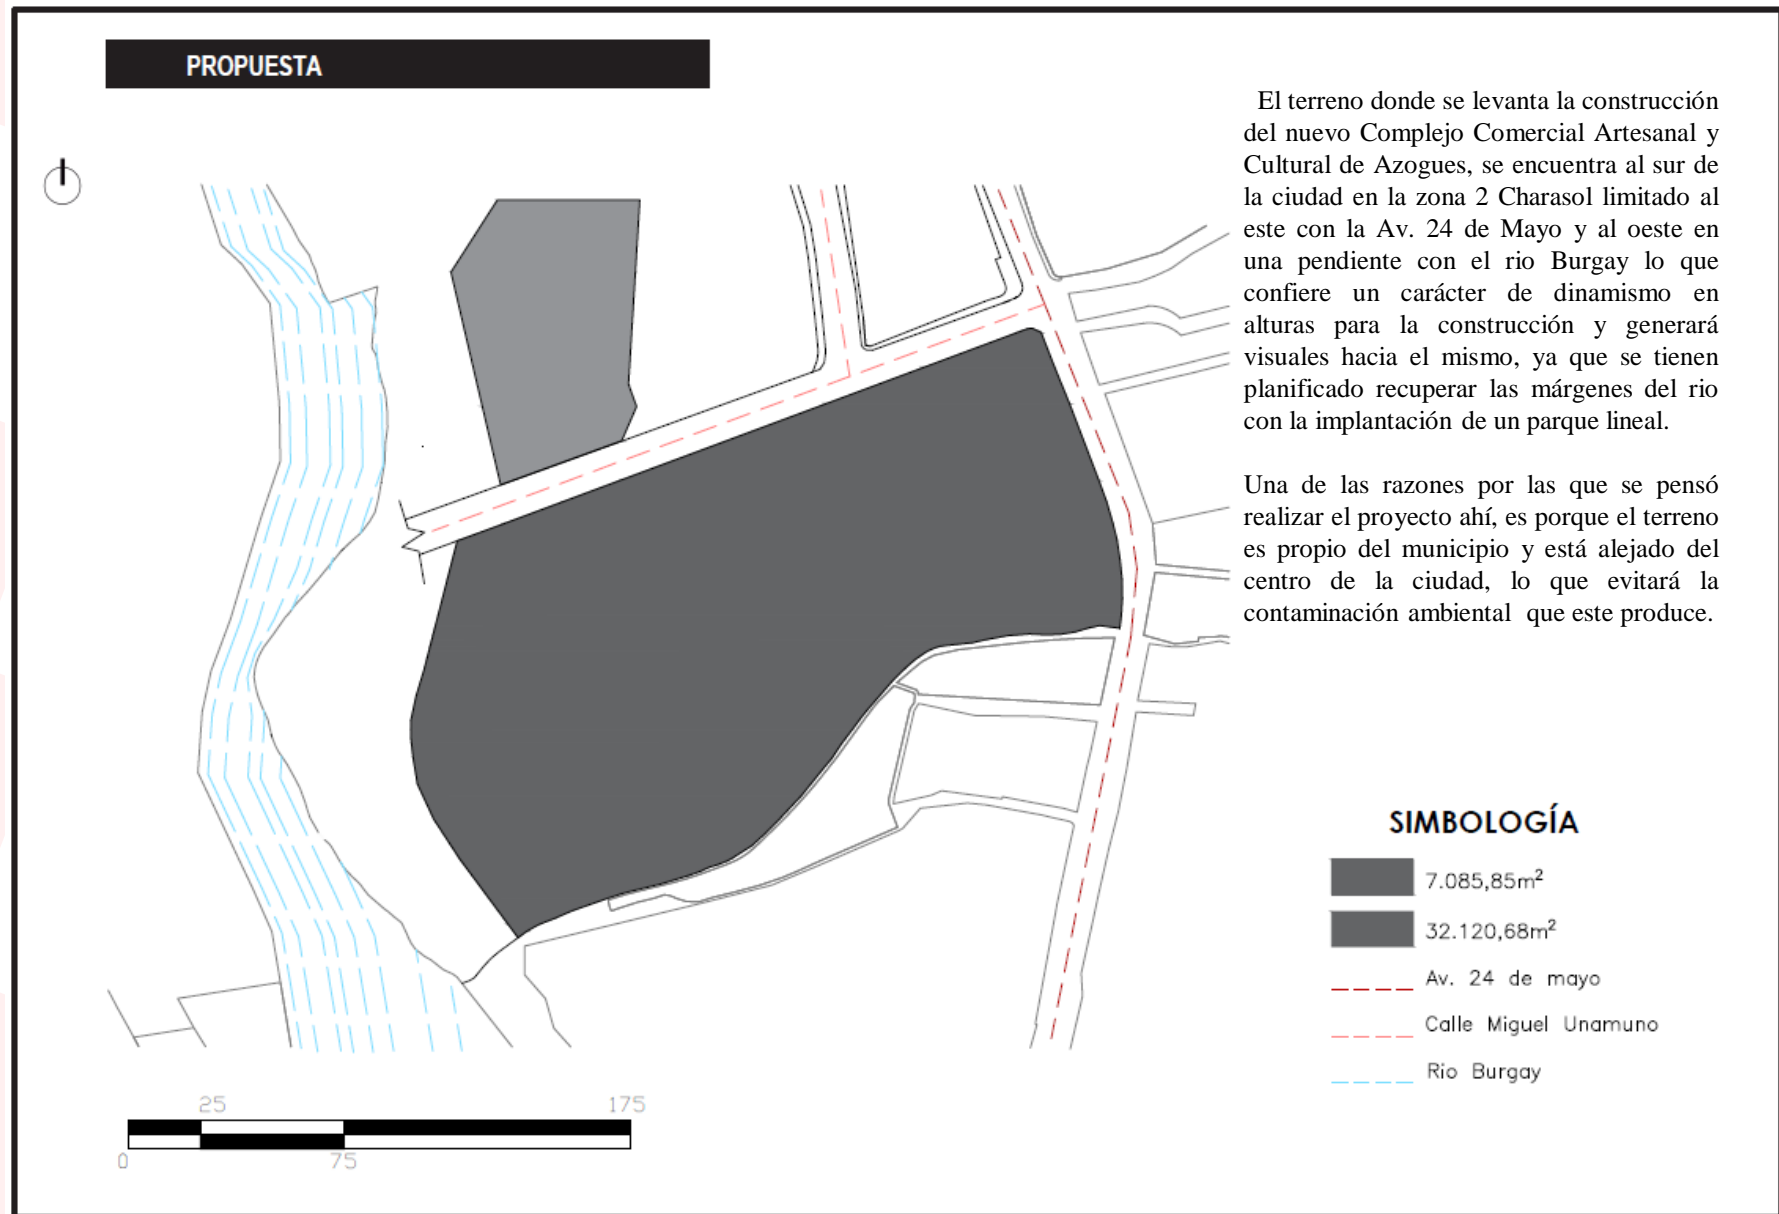 PROPUESTA
El terreno donde se levanta la construcción
del nuevo Complejo Comercial Artesanal y
Cultural de Azogues, se encuentra al sur de
la ciudad en la zona 2 Charasol limitado al
este con la Av. 24 de Mayo y al oeste en
una pendiente con el rio Burgay lo que
confiere un carácter de dinamismo en
alturas para la construcción y generará
visuales hacia el mismo, ya que se tienen
planificado recuperar las márgenes del rio
con la implantación de un parque lineal.
Una de las razones por las que se pensó
realizar el proyecto ahí, es porque el terreno
es propio del municipio y está alejado del
centro de la ciudad, lo que evitará la
contaminación ambiental que este produce.
SIMBOLOGÍA
7.085,85m²
32.120,68m²
Av. 24 de mayo
Calle Miguel Unamuno
Rio Burgay
25 175
0 75